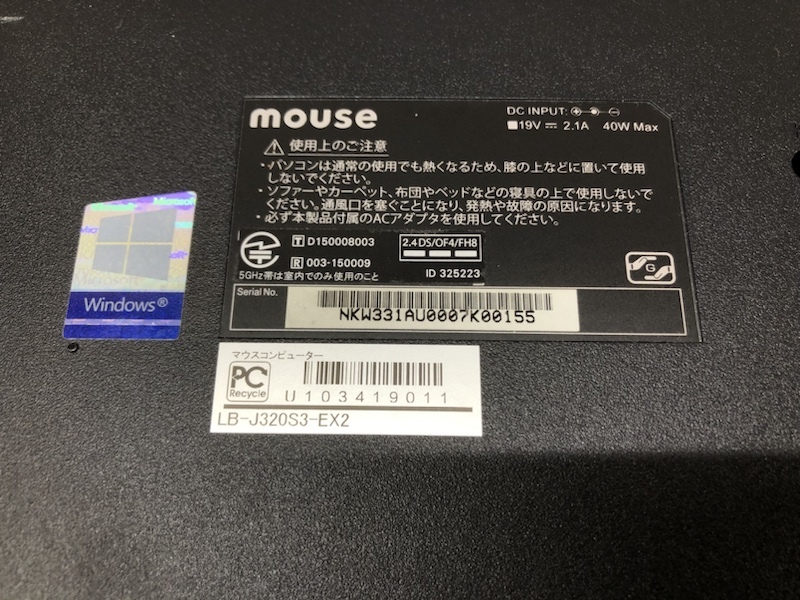 mouse
DC INPUT:
19V 2.1A 40W Max
使用上のご注意
・パソコンは通常の使用でも熱くなるため、膝の上などに置いて使用
しないでください。
・ソファーやカーペット、布団やベッドなどの寝具の上で使用しないで
ください。通風口を塞ぐことになり、発熱や故障の原因になります。
・必ず本製品付属のACアダプタを使用してください。
T D150008003
R 003-150009
5GHz帯は室内でのみ使用のこと
2.4DS/OF4/FH8
ID 325223
G
Serial No.
NKW331AU0007K00155
Microsoft
Windows®
マウスコンピューター
PC
Recycle
U103419011
LB-J320S3-EX2